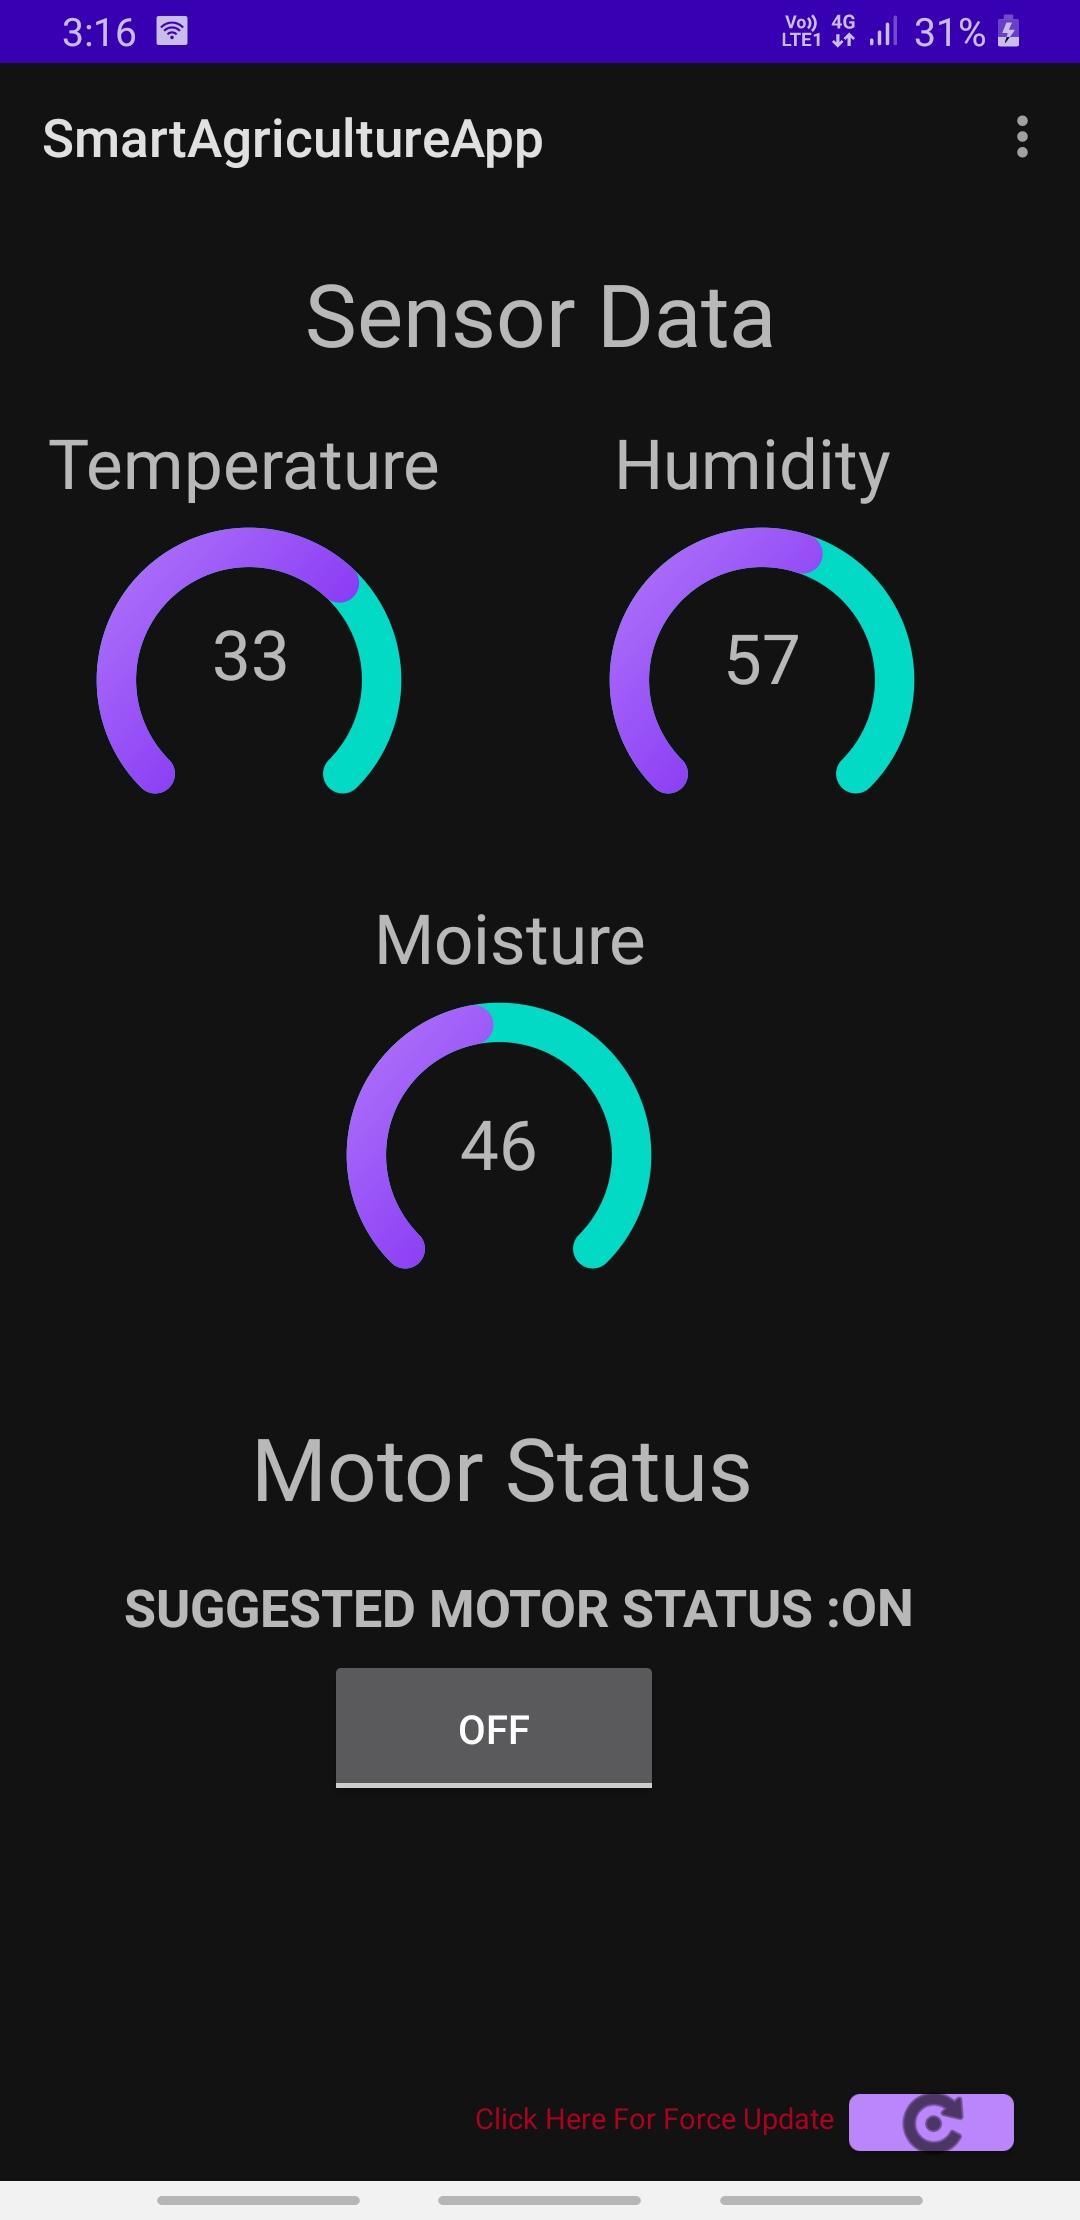 3:16 Vo)) LTE1 4G 31%
SmartAgricultureApp
Sensor Data
Temperature Humidity
33 57
Moisture
46
Motor Status
SUGGESTED MOTOR STATUS :ON
OFF
Click Here For Force Update